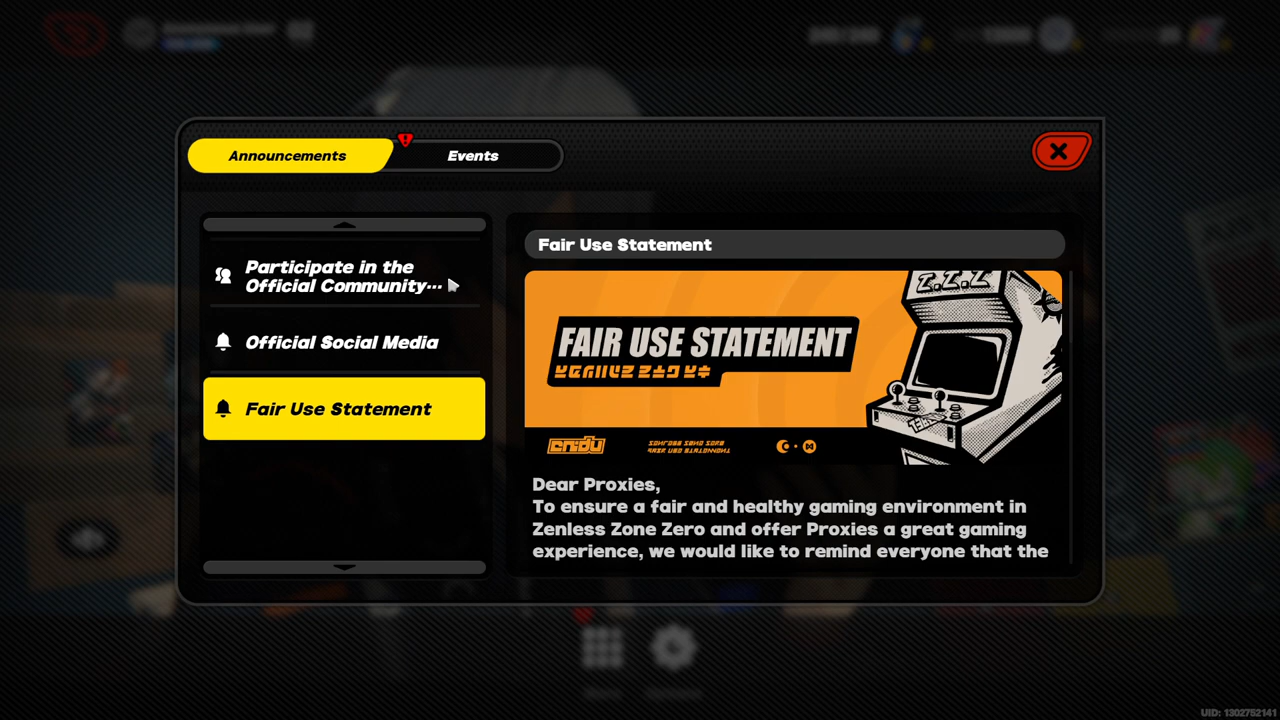 Announcements
Events
Participate in the
Official Community···
Official Social Media
Fair Use Statement
Fair Use Statement
Z.Z.Z
FAIR USE STATEMENT
Dear Proxies,
To ensure a fair and healthy gaming environment in
Zenless Zone Zero and offer Proxies a great gaming
experience, we would like to remind everyone that the
UID: 1302752141